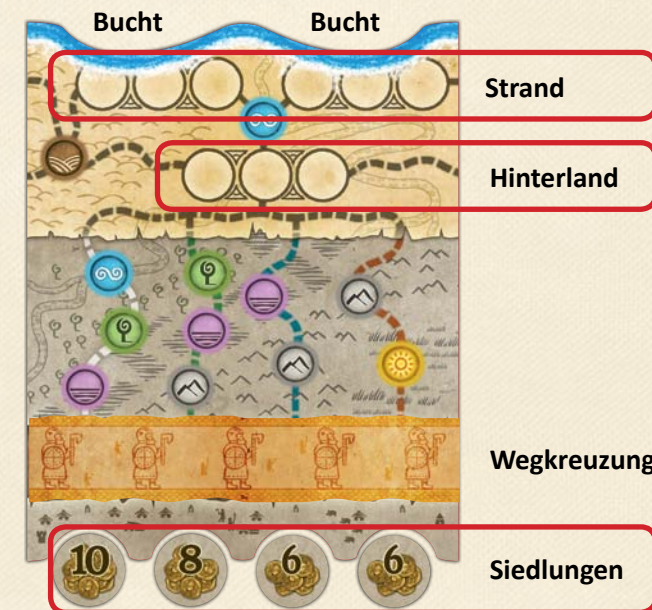 Bucht Bucht
Strand
Hinterland
Wegkreuzung
10 8 6 6
Siedlungen